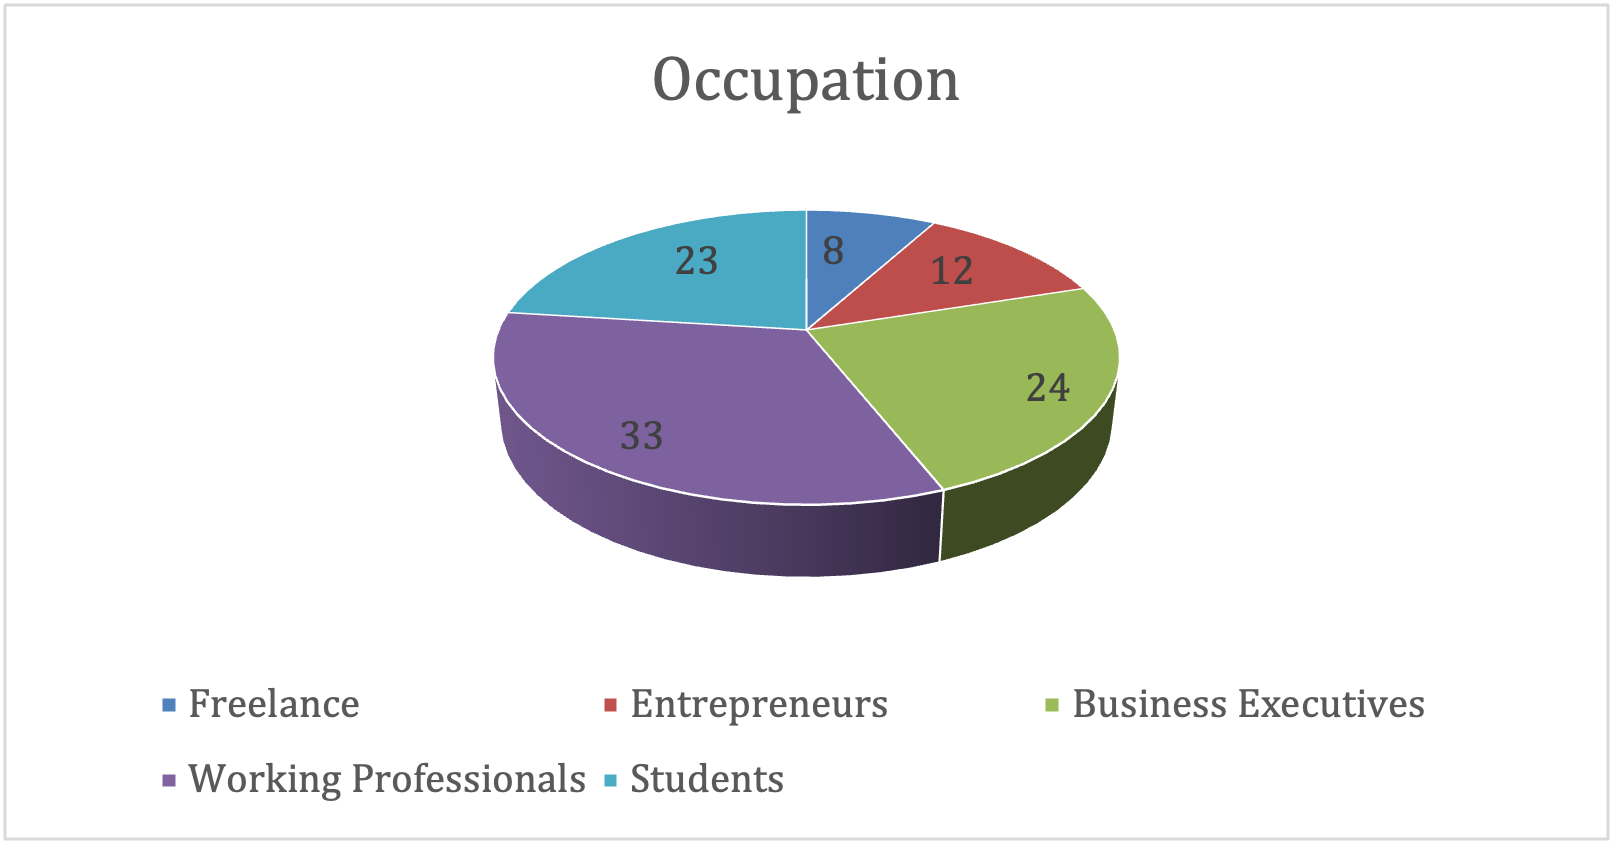 Occupation
8
12
23
24
33
Freelance
Entrepreneurs
Business Executives
Working Professionals
Students